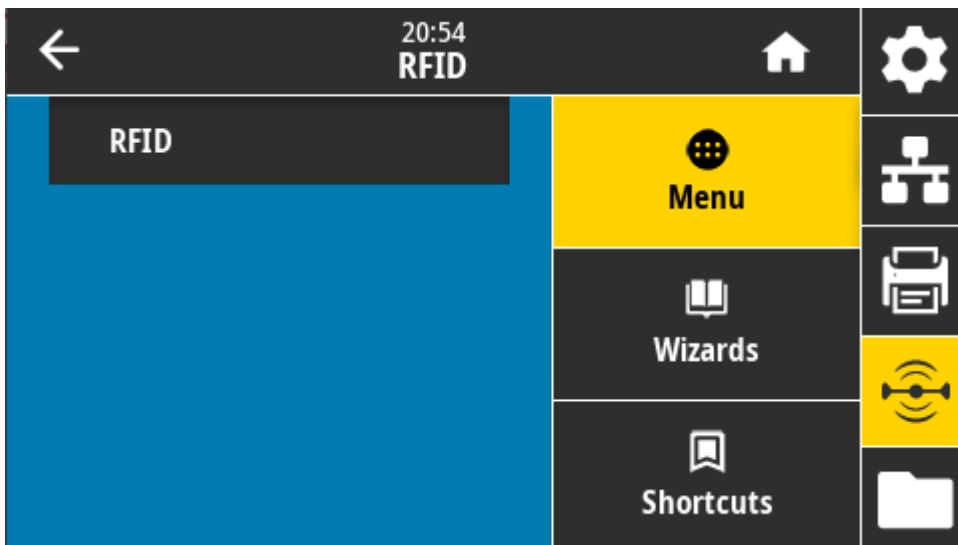 20:54
RFID
RFID
Menu
Wizards
Shortcuts